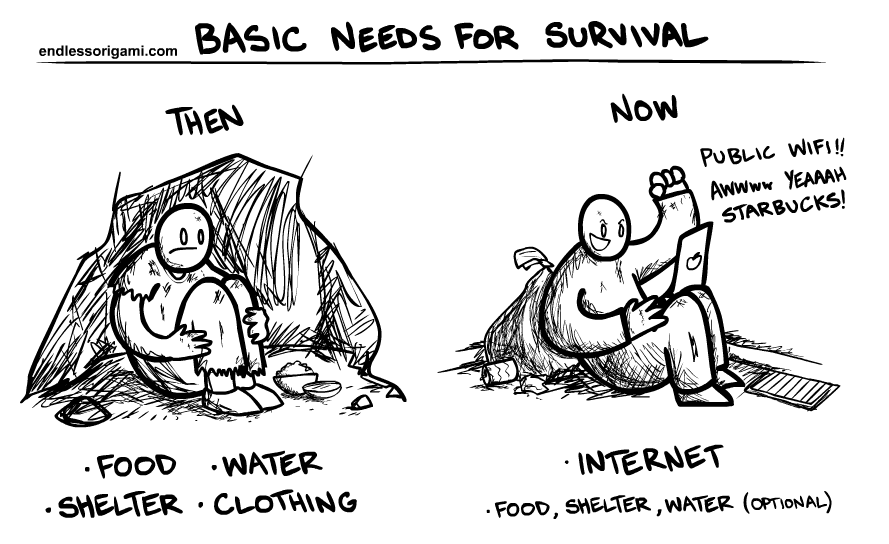 endlessorigami.com BASIC NEEDS FOR SURVIVAL
THEN
NOW
PUBLIC WIFI!!
AWWww YEAAAH
STARBUCKS!
· FOOD · WATER
· SHELTER · CLOTHING
· INTERNET
· FOOD, SHELTER, WATER (OPTIONAL)